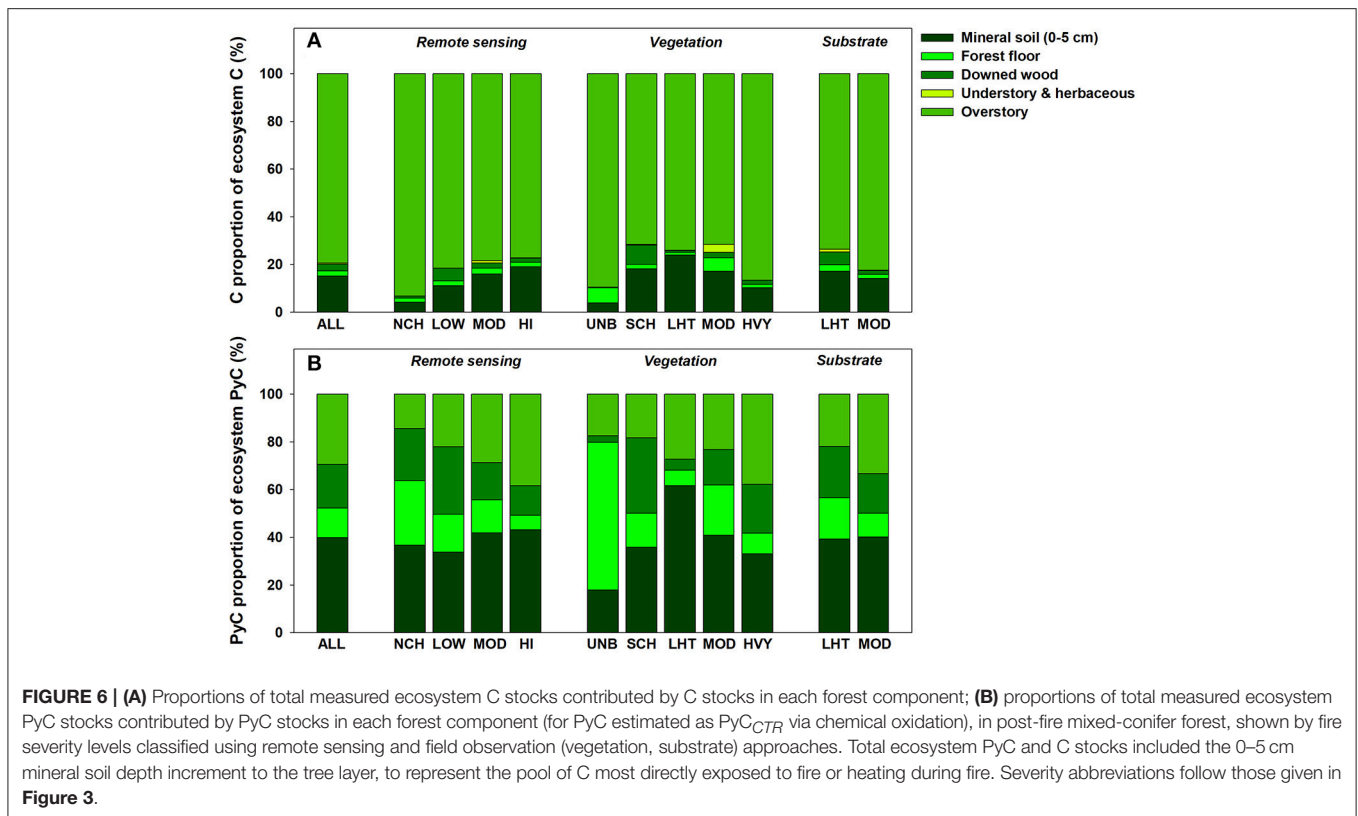 A
Remote sensing
Vegetation
Substrate
Mineral soil (0-5 cm)
Forest floor
Downed wood
Understory & herbaceous
Overstory
C proportion of ecosystem C (%)
100
80
60
40
20
0
ALL NCH LOW MOD HI UNB SCH LHT MOD HVY LHT MOD
B
Remote sensing
Vegetation
Substrate
PyC proportion of ecosystem PyC (%)
100
80
60
40
20
0
ALL NCH LOW MOD HI UNB SCH LHT MOD HVY LHT MOD
FIGURE 6 | (A) Proportions of total measured ecosystem C stocks contributed by C stocks in each forest component; (B) proportions of total measured ecosystem
PyC stocks contributed by PyC stocks in each forest component (for PyC estimated as PyCCTR via chemical oxidation), in post-fire mixed-conifer forest, shown by fire
severity levels classified using remote sensing and field observation (vegetation, substrate) approaches. Total ecosystem PyC and C stocks included the 0–5 cm
mineral soil depth increment to the tree layer, to represent the pool of C most directly exposed to fire or heating during fire. Severity abbreviations follow those given in
Figure 3.